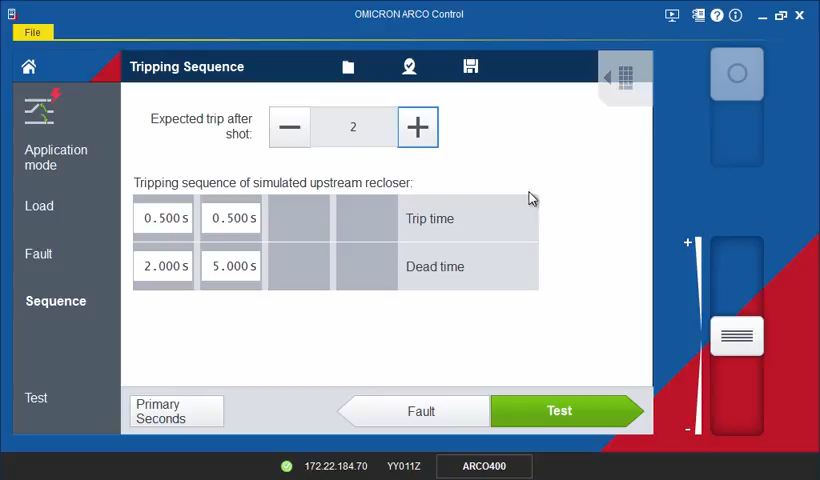 OMICRON ARCO Control
File
Tripping Sequence
Expected trip after
shot:
2
Application
mode
Load
Fault
Sequence
Test
Tripping sequence of simulated upstream recloser:
0.500s 0.500s Trip time
2.000s 5.000s Dead time
Primary
Seconds
Fault
Test
+
-
172.22.184.70 YY011Z ARCO400